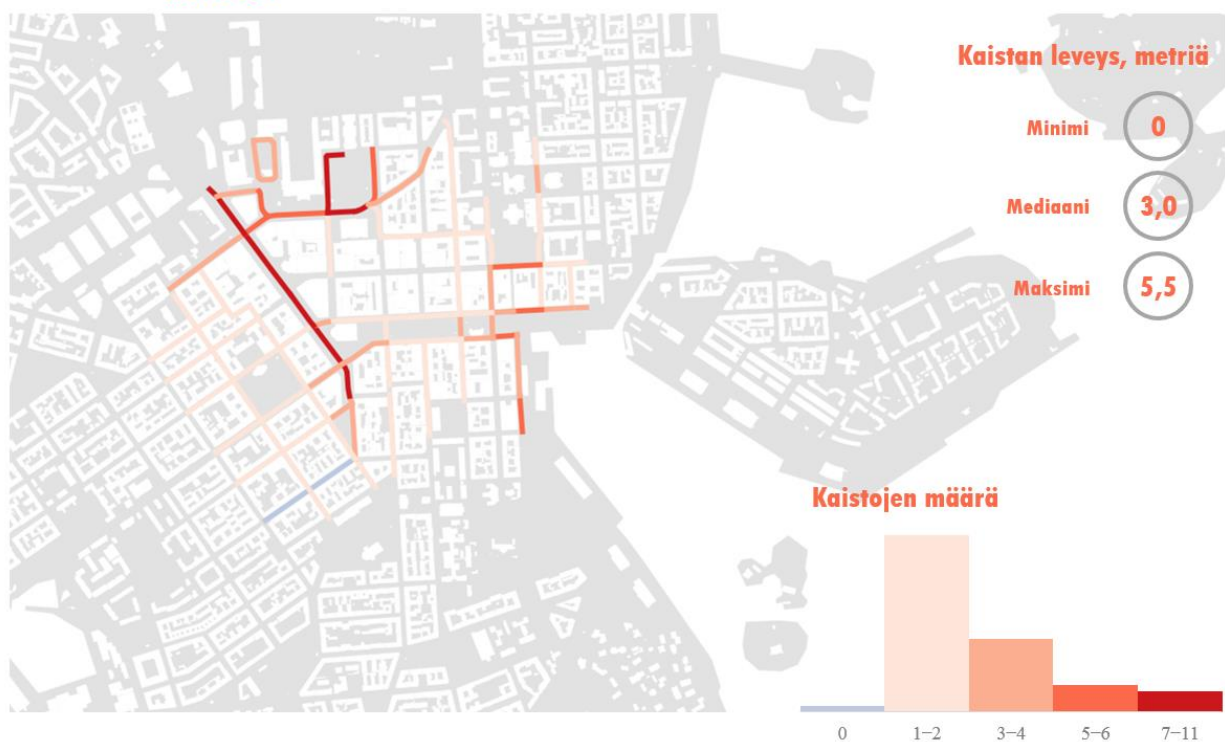 Kaistan leveys, metriä
Minimi 0
Mediaani 3,0
Maksimi 5,5
Kaistojen määrä
0 1–2 3–4 5–6 7–11